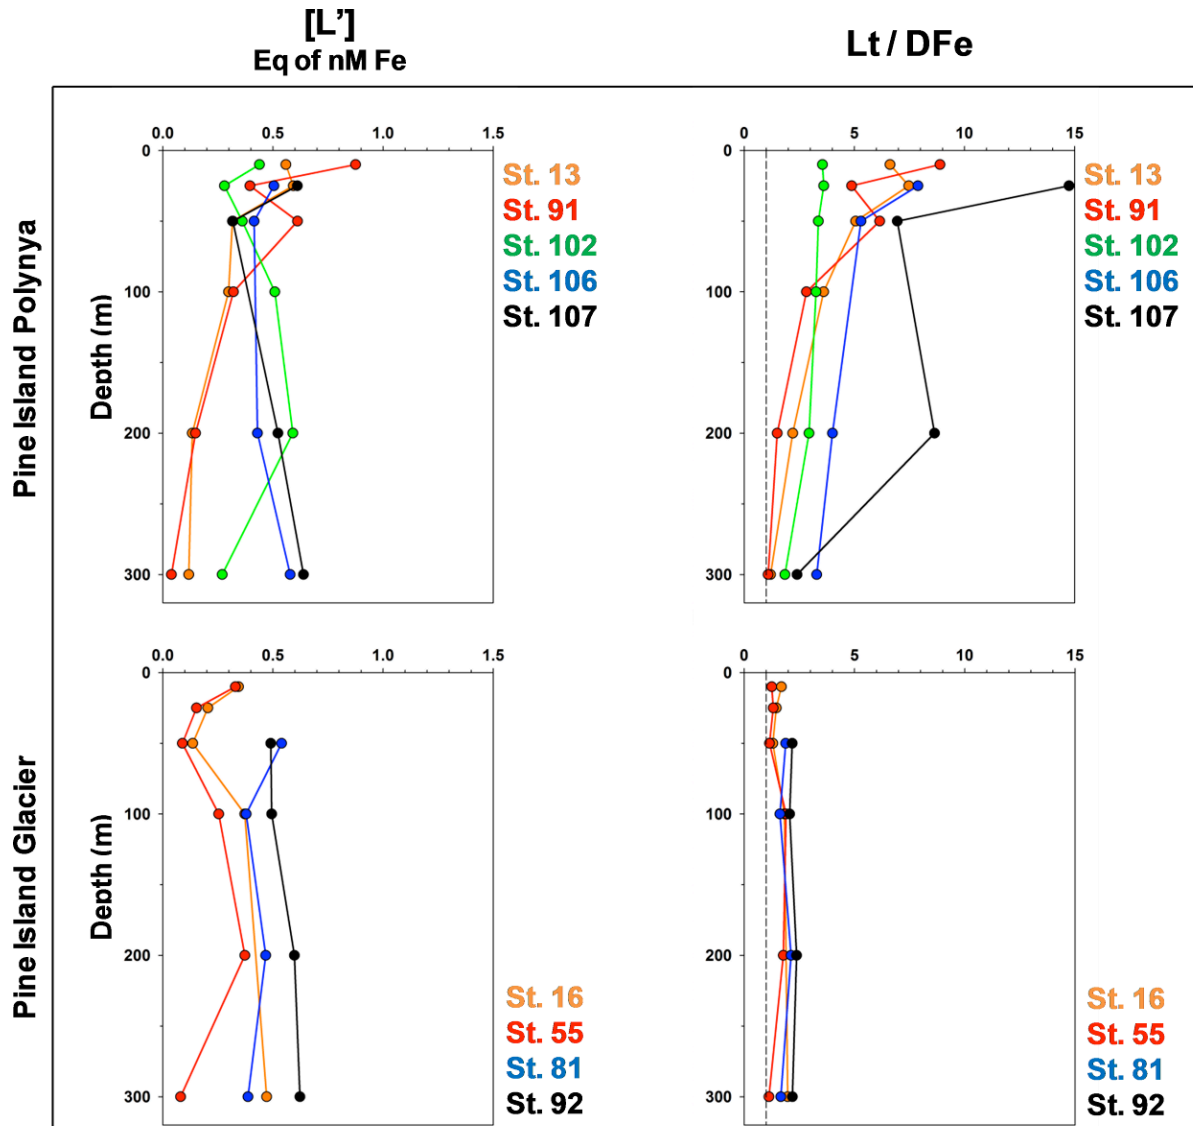 [L’]
Eq of nM Fe
Lt / DFe
Pine Island Polynya
0.0 0.5 1.0 1.5
0
100
200
300
Depth (m)
St. 13
St. 91
St. 102
St. 106
St. 107
0 5 10 15
0
100
200
300
St. 13
St. 91
St. 102
St. 106
St. 107
Pine Island Glacier
0.0 0.5 1.0 1.5
0
100
200
300
Depth (m)
St. 16
St. 55
St. 81
St. 92
0 5 10 15
0
100
200
300
St. 16
St. 55
St. 81
St. 92